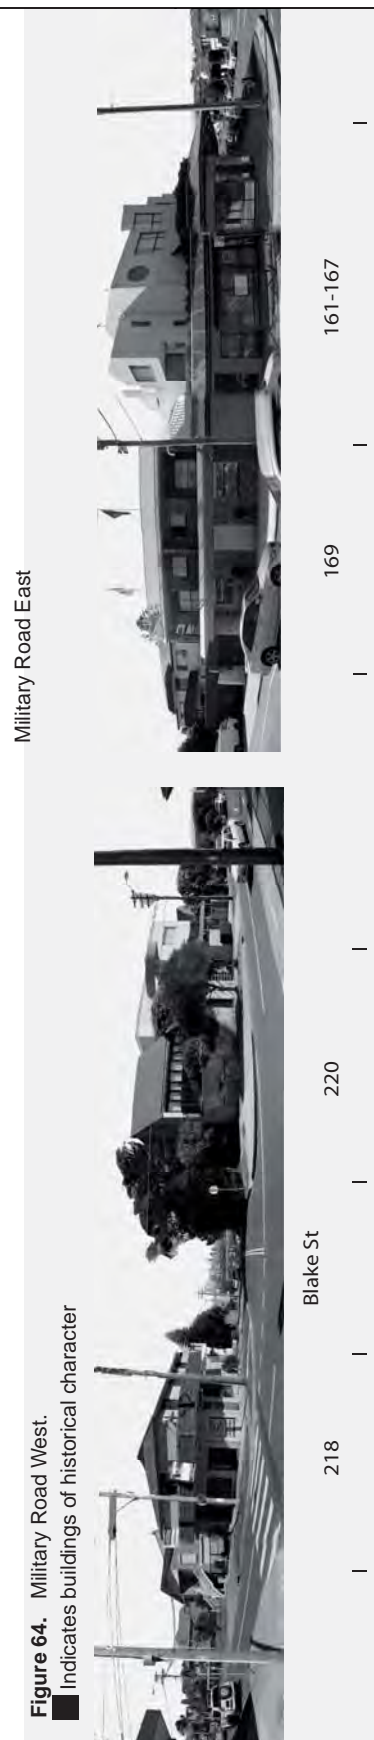 Figure 64. Military Road West.
Indicates buildings of historical character
218
Blake St
220
Military Road East
169
161-167